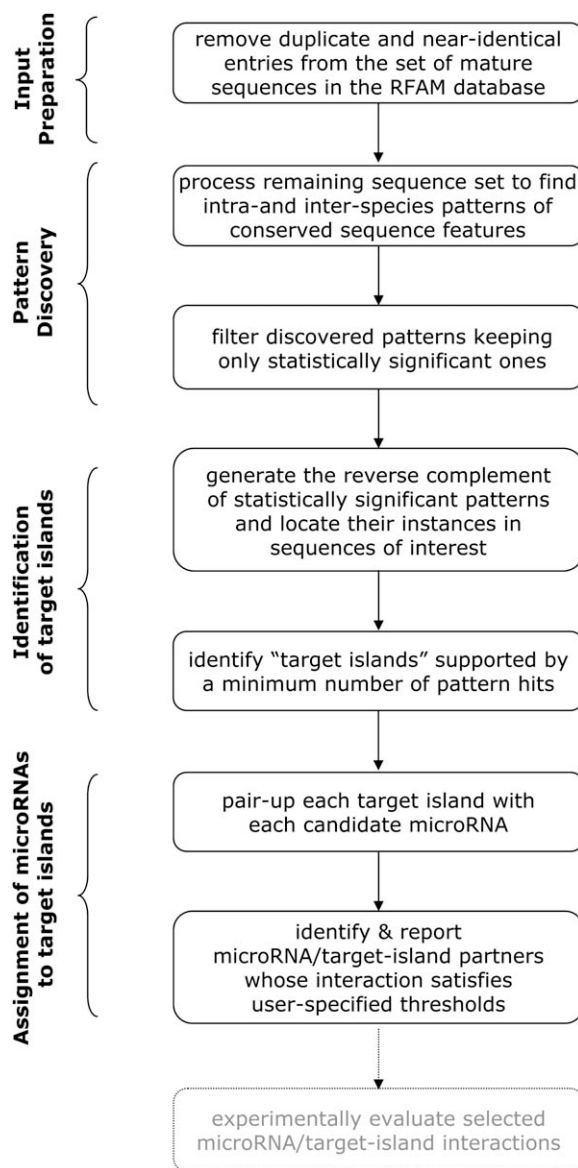 Input
Preparation
remove duplicate and near-identical
entries from the set of mature
sequences in the RFAM database
Pattern
Discovery
process remaining sequence set to find
intra-and inter-species patterns of
conserved sequence features
filter discovered patterns keeping
only statistically significant ones
Identification
of target islands
generate the reverse complement
of statistically significant patterns
and locate their instances in
sequences of interest
identify “target islands” supported by
a minimum number of pattern hits
Assignment of microRNAs
to target islands
pair-up each target island with
each candidate microRNA
identify & report
microRNA/target-island partners
whose interaction satisfies
user-specified thresholds
experimentally evaluate selected
microRNA/target-island interactions